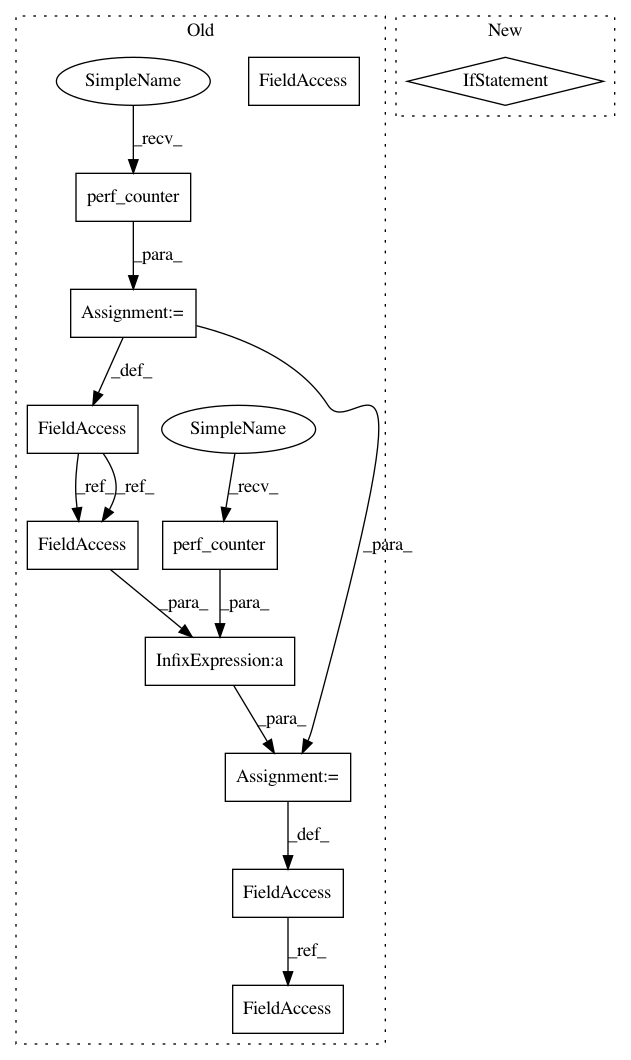 Old
New
SimpleName
FieldAccess
IfStatement
_recv_
perf_counter
_para_
Assignment:=
_def_
FieldAccess
SimpleName
_ref_
_ref_
_recv_
FieldAccess
perf_counter
_para_
_para_
_para_
InfixExpression:a
_para_
Assignment:=
_def_
FieldAccess
_ref_
FieldAccess